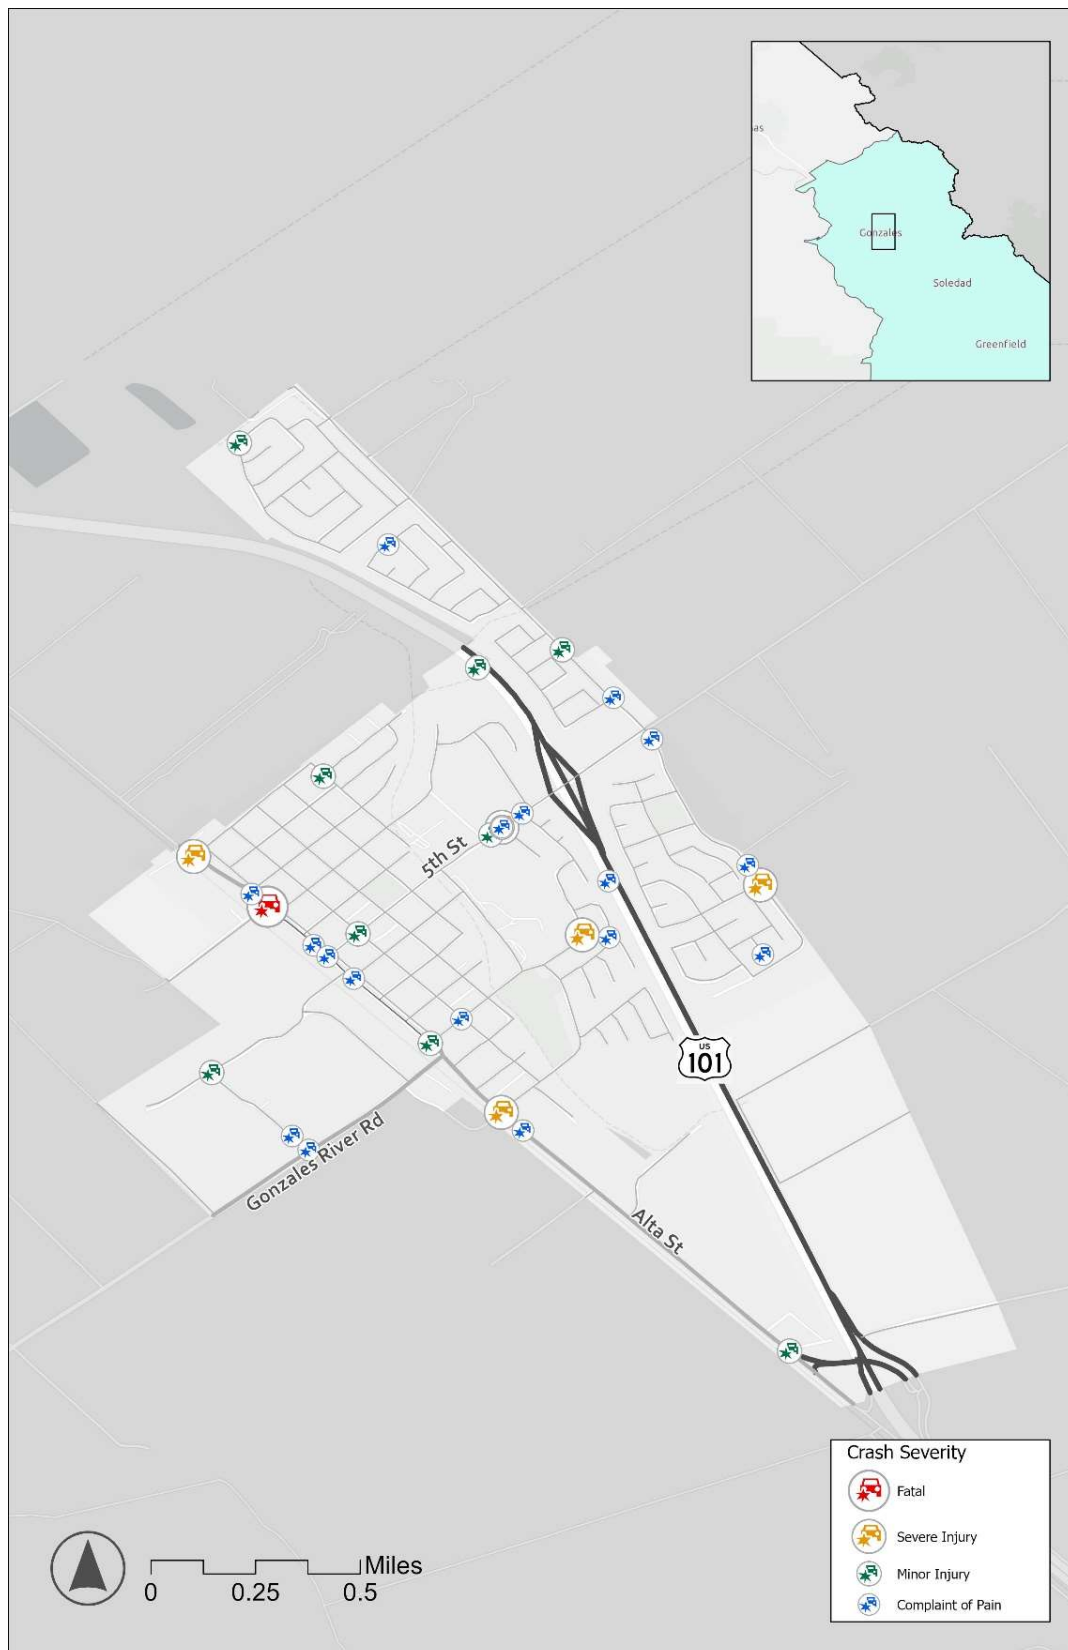 as
Gonzales
Soledad
Greenfield
5th St
US
101
Gonzales River Rd
Alta St
Crash Severity
Fatal
Severe Injury
Minor Injury
Complaint of Pain
Miles
0 0.25 0.5